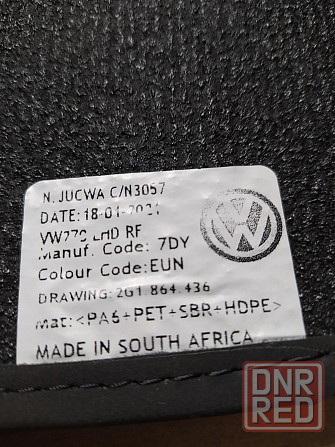 N. JUCWA C/N3057
DATE: 18-01-2021
VW270 LHD RF
Manuf. Code: 7DY
Colour Code:EUN
DRAWING: 2G1 864 436
Mat:<PA6+PET+SBR+HDPE>
MADE IN SOUTH AFRICA
DNR
RED